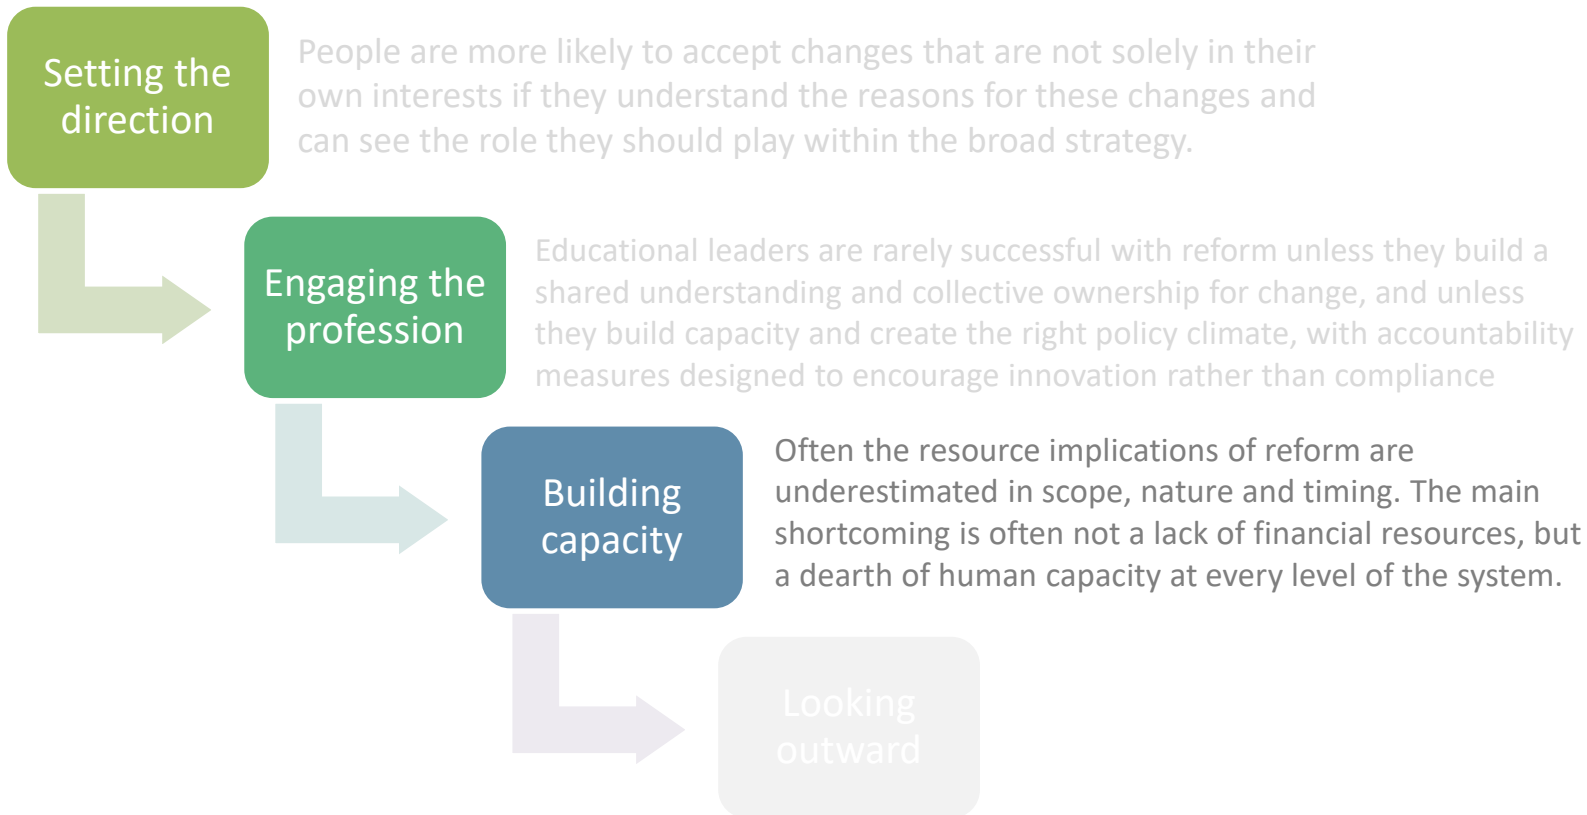 Setting the
direction
People are more likely to accept changes that are not solely in their
own interests if they understand the reasons for these changes and
can see the role they should play within the broad strategy.
Engaging the
profession
Educational leaders are rarely successful with reform unless they build a
shared understanding and collective ownership for change, and unless
they build capacity and create the right policy climate, with accountability
measures designed to encourage innovation rather than compliance
Building
capacity
Often the resource implications of reform are
underestimated in scope, nature and timing. The main
shortcoming is often not a lack of financial resources, but
a dearth of human capacity at every level of the system.
Looking
outward